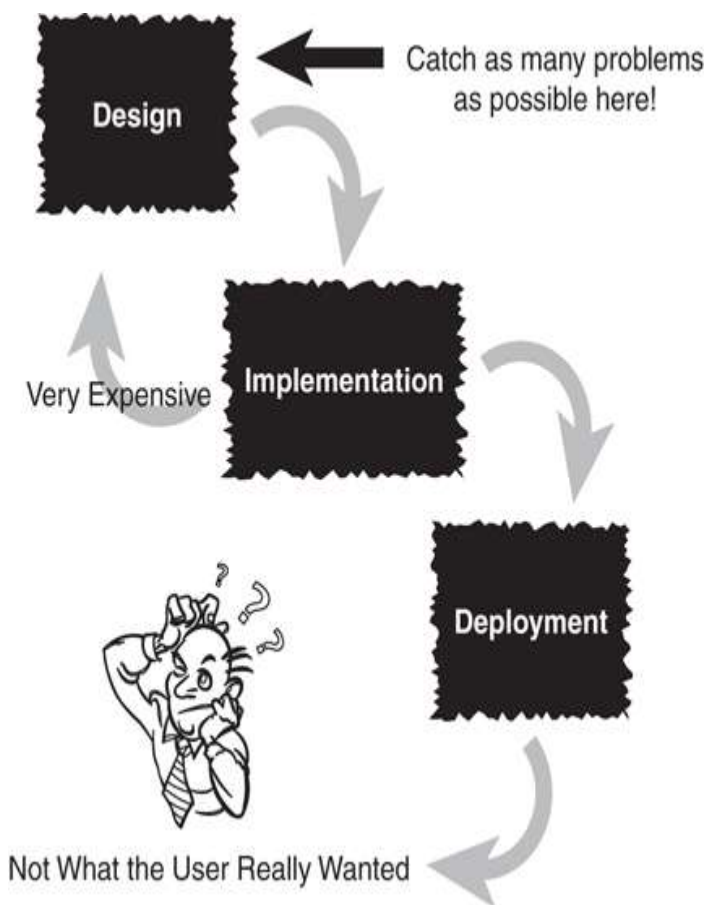 Design
Catch as many problems
as possible here!
Very Expensive
Implementation
Deployment
? ? ?
Not What the User Really Wanted